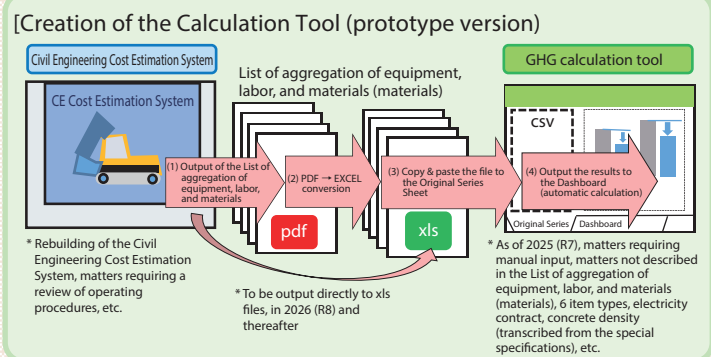 [Creation of the Calculation Tool (prototype version)
Civil Engineering Cost Estimation System
CE Cost Estimation System
List of aggregation of equipment,
labor, and materials (materials)
GHG calculation tool
CSV
(1) Output of the List of
aggregation of
equipment, labor,
and materials
(2) PDF → EXCEL
conversion
(3) Copy & paste the file to
the Original Series
Sheet
(4) Output the results to
the Dashboard
(automatic calculation)
pdf
xls
Original Series
Dashboard
* Rebuilding of the Civil
Engineering Cost Estimation
System, matters requiring a
review of operating
procedures, etc.
* To be output directly to xls
files, in 2026 (R8) and
thereafter
* As of 2025 (R7), matters requiring
manual input, matters not described
in the List of aggregation of
equipment, labor, and materials
(materials), 6 item types, electricity
contract, concrete density
(transcribed from the special
specifications), etc.